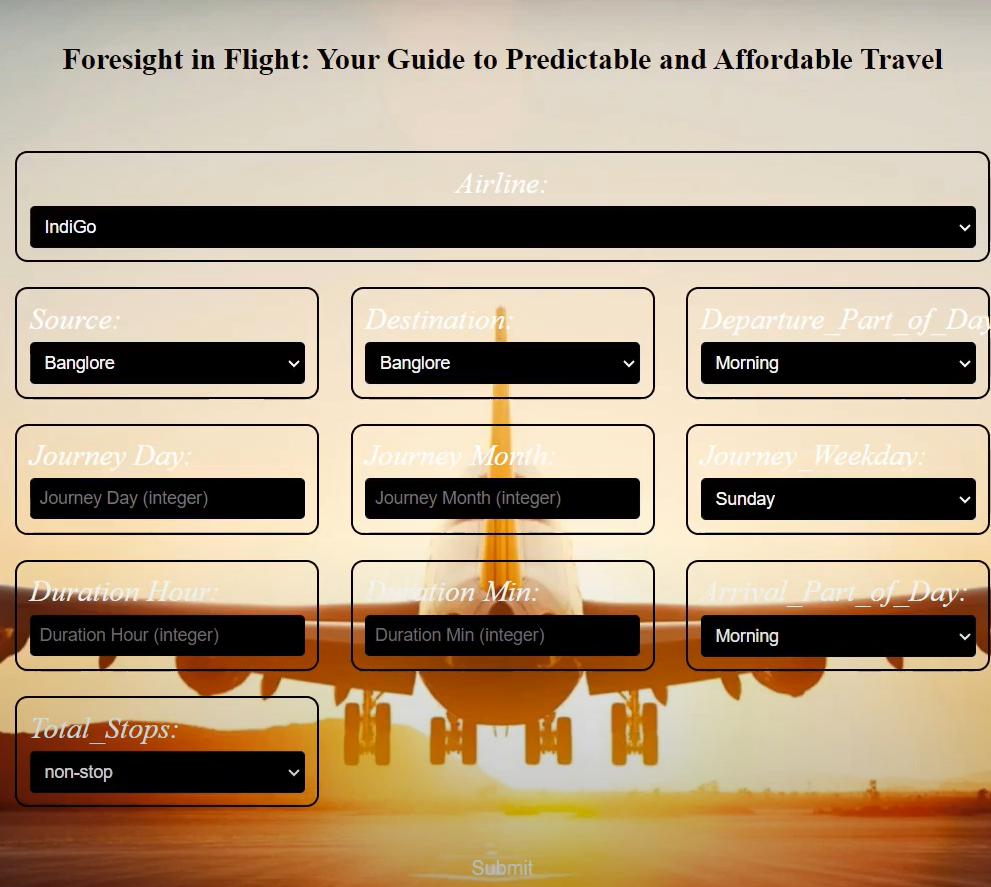 Foresight in Flight: Your Guide to Predictable and Affordable Travel
Airline:
IndiGo
Source: Destination: Departure_Part_of_Day
Banglore Banglore Morning
Journey Day: Journey Month: Journey_Weekday:
Journey Day (integer) Journey Month (integer) Sunday
Duration Hour: Duration Min: Arrival_Part_of_Day:
Duration Hour (integer) Duration Min (integer) Morning
Total_Stops:
non-stop
Submit